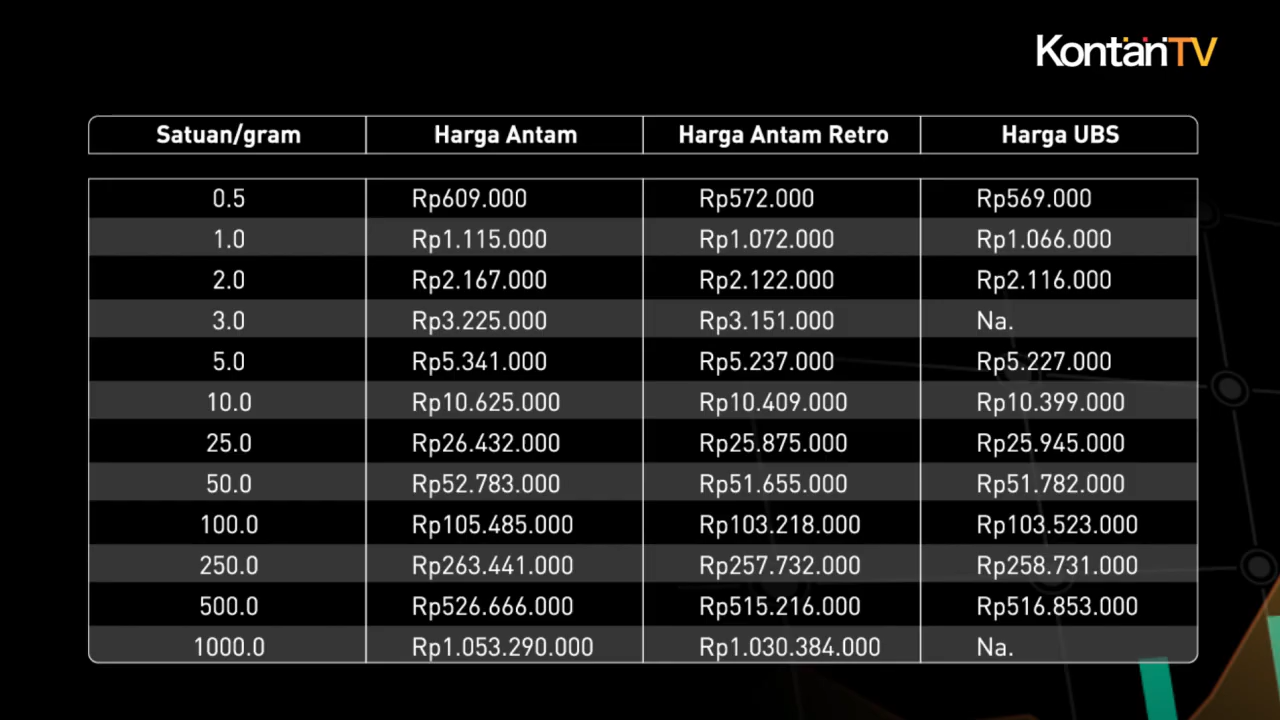 KontanTV
Satuan/gram Harga Antam Harga Antam Retro Harga UBS
0.5 Rp609.000 Rp572.000 Rp569.000
1.0 Rp1.115.000 Rp1.072.000 Rp1.066.000
2.0 Rp2.167.000 Rp2.122.000 Rp2.116.000
3.0 Rp3.225.000 Rp3.151.000 Na.
5.0 Rp5.341.000 Rp5.237.000 Rp5.227.000
10.0 Rp10.625.000 Rp10.409.000 Rp10.399.000
25.0 Rp26.432.000 Rp25.875.000 Rp25.945.000
50.0 Rp52.783.000 Rp51.655.000 Rp51.782.000
100.0 Rp105.485.000 Rp103.218.000 Rp103.523.000
250.0 Rp263.441.000 Rp257.732.000 Rp258.731.000
500.0 Rp526.666.000 Rp515.216.000 Rp516.853.000
1000.0 Rp1.053.290.000 Rp1.030.384.000 Na.